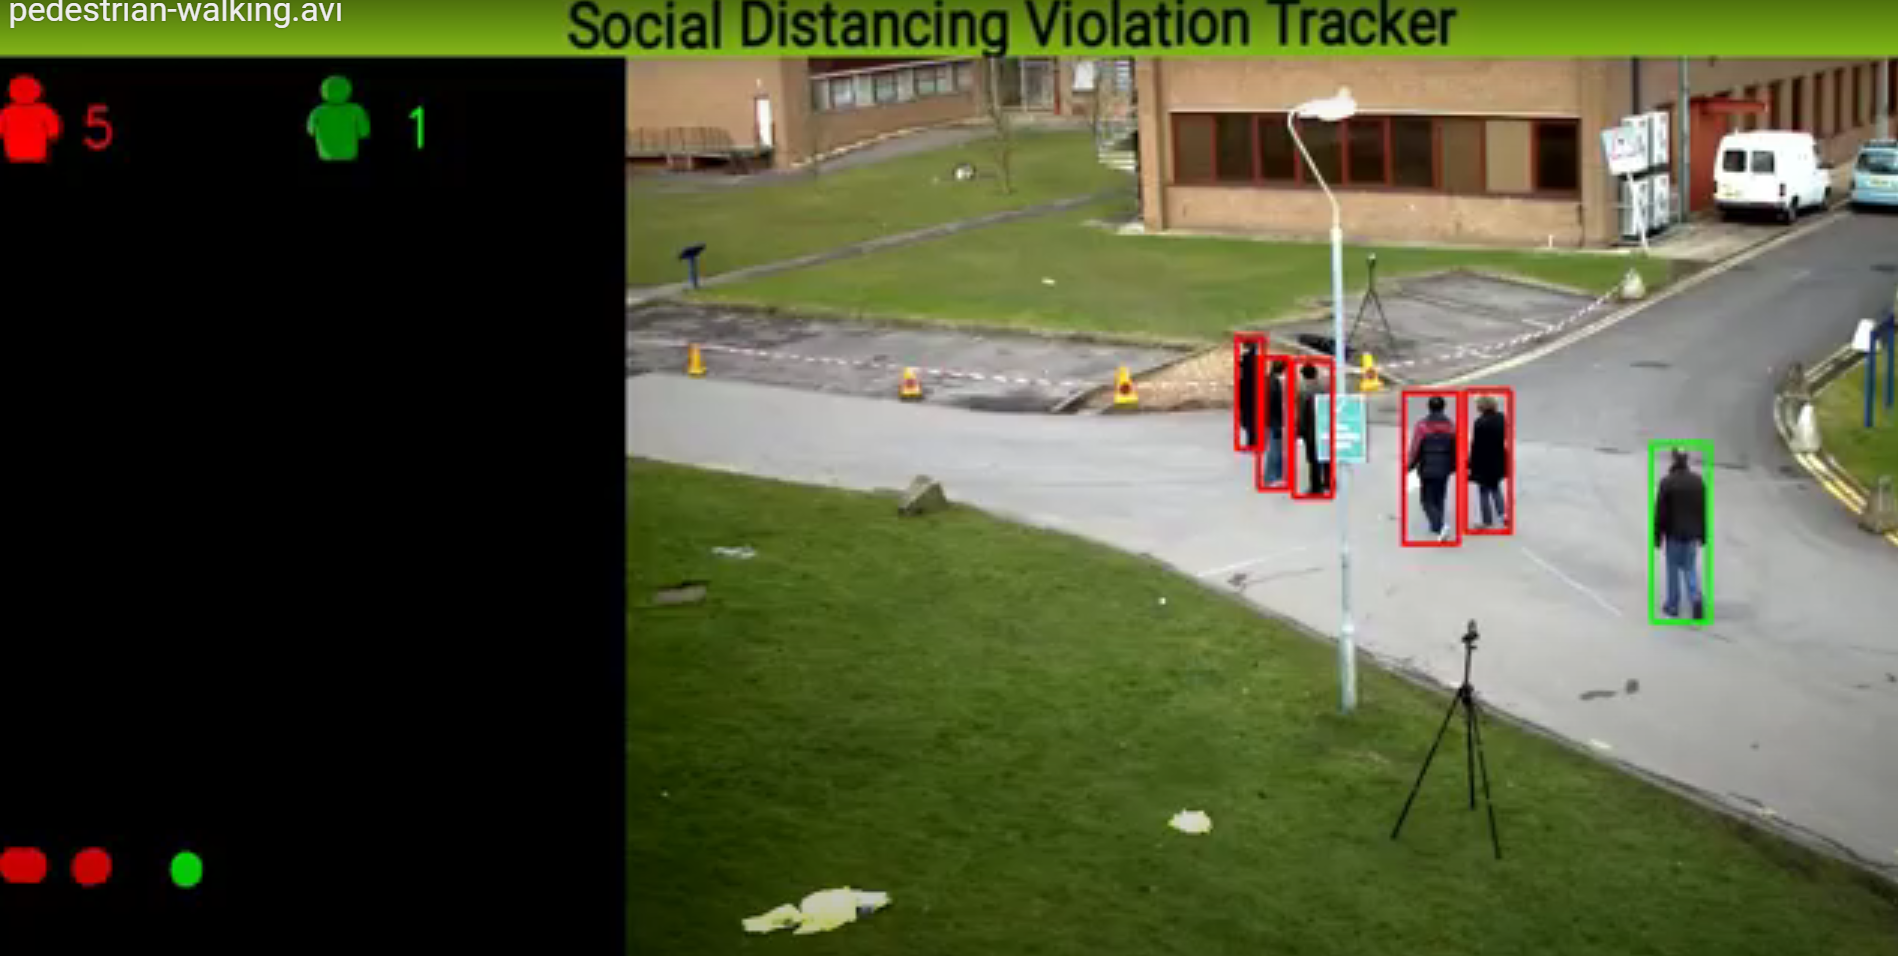 pedestrian-walking.avi
Social Distancing Violation Tracker
5
1